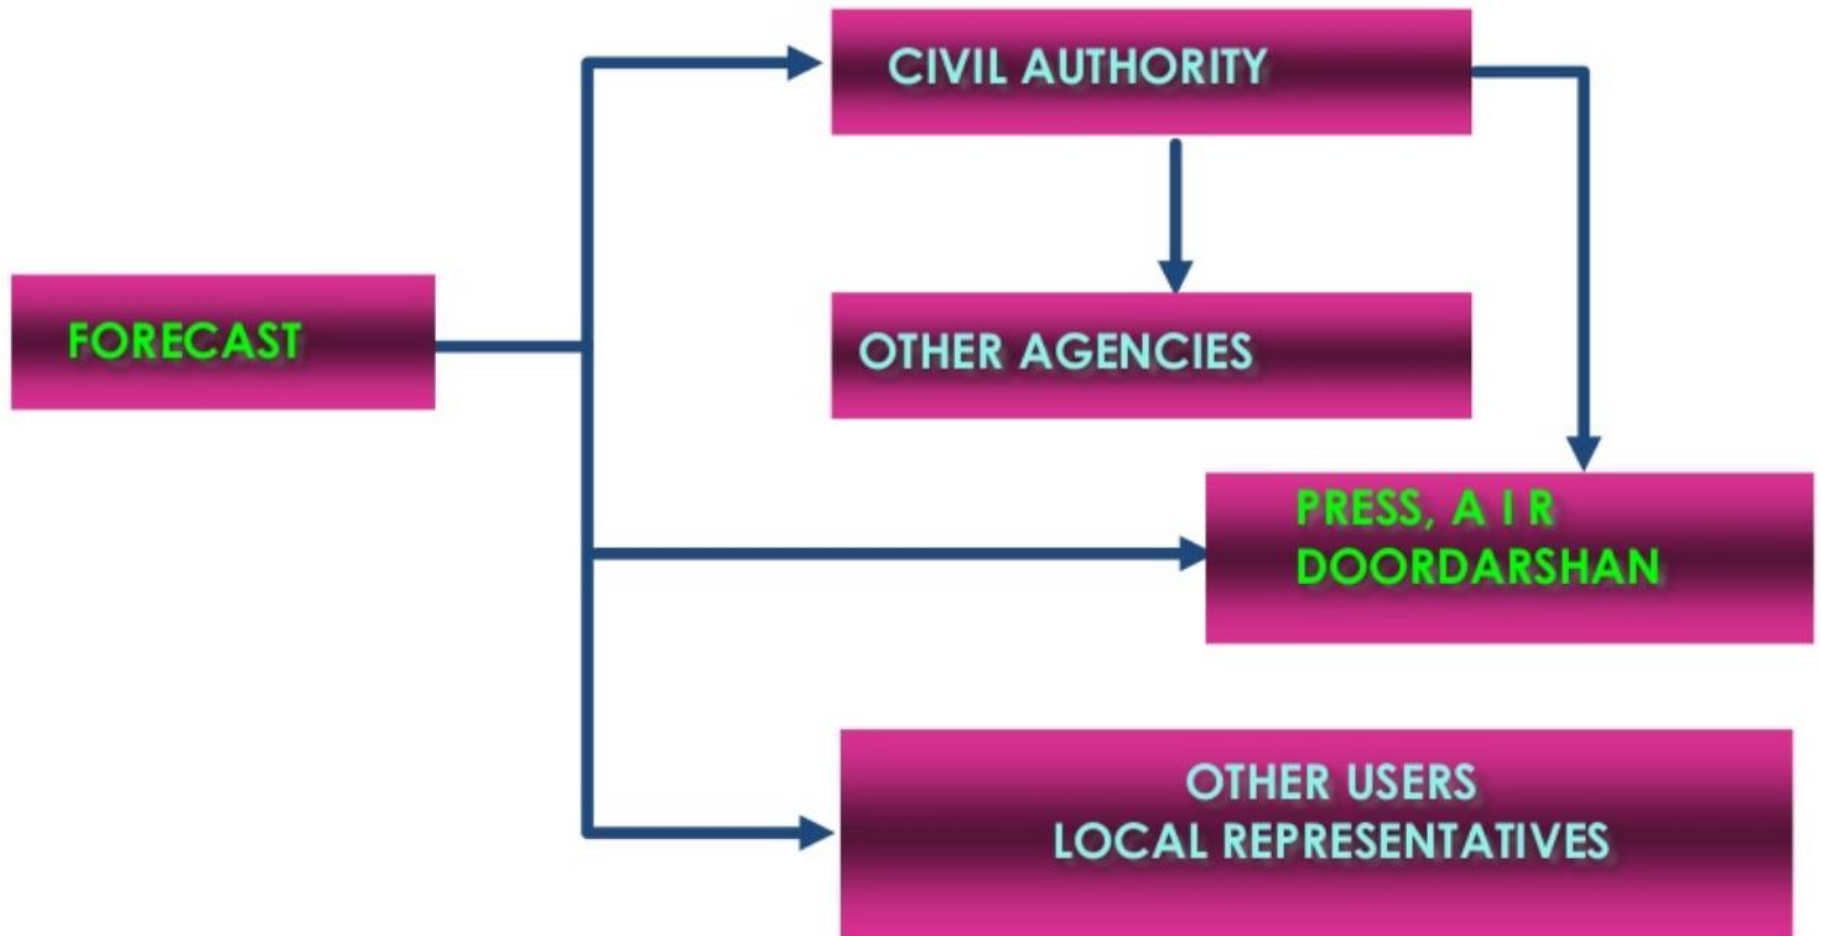 CIVIL AUTHORITY
FORECAST
OTHER AGENCIES
PRESS, A I R
DOORDARSHAN
OTHER USERS
LOCAL REPRESENTATIVES